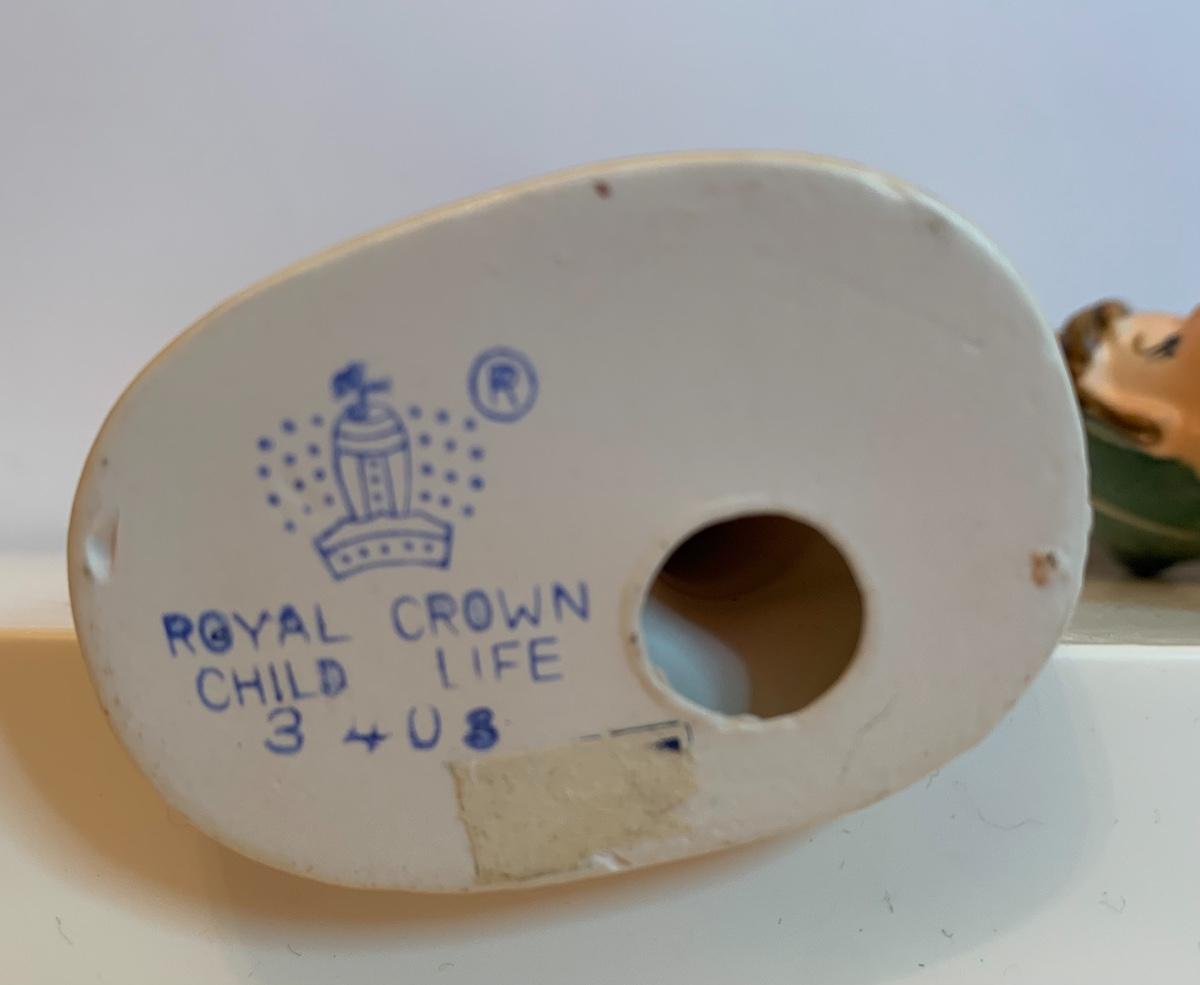 ®
ROYAL CROWN
CHILD LIFE
3408